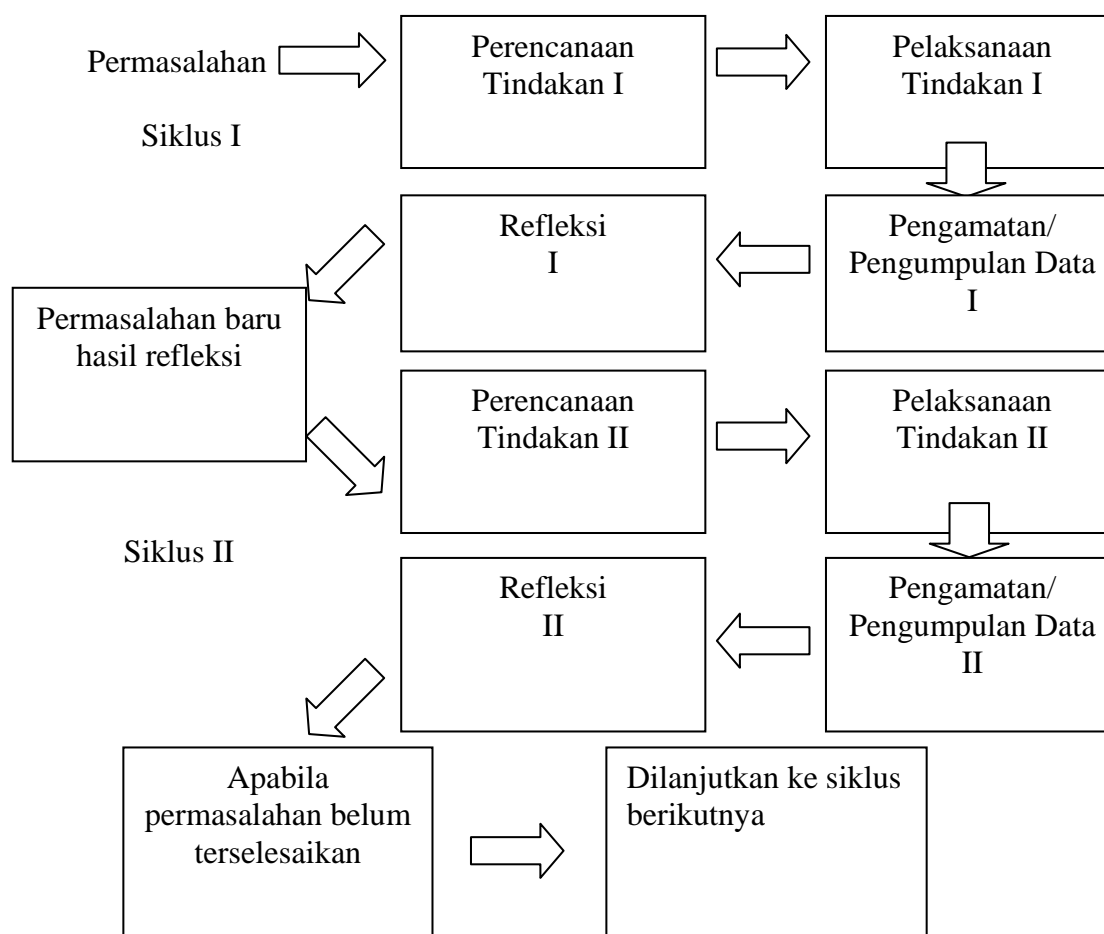 Permasalahan
Perencanaan
Tindakan I
Pelaksanaan
Tindakan I
Siklus I
Pengamatan/
Pengumpulan Data
I
Refleksi
I
Permasalahan baru
hasil refleksi
Perencanaan
Tindakan II
Pelaksanaan
Tindakan II
Siklus II
Pengamatan/
Pengumpulan Data
II
Refleksi
II
Apabila
permasalahan belum
terselesaikan
Dilanjutkan ke siklus
berikutnya